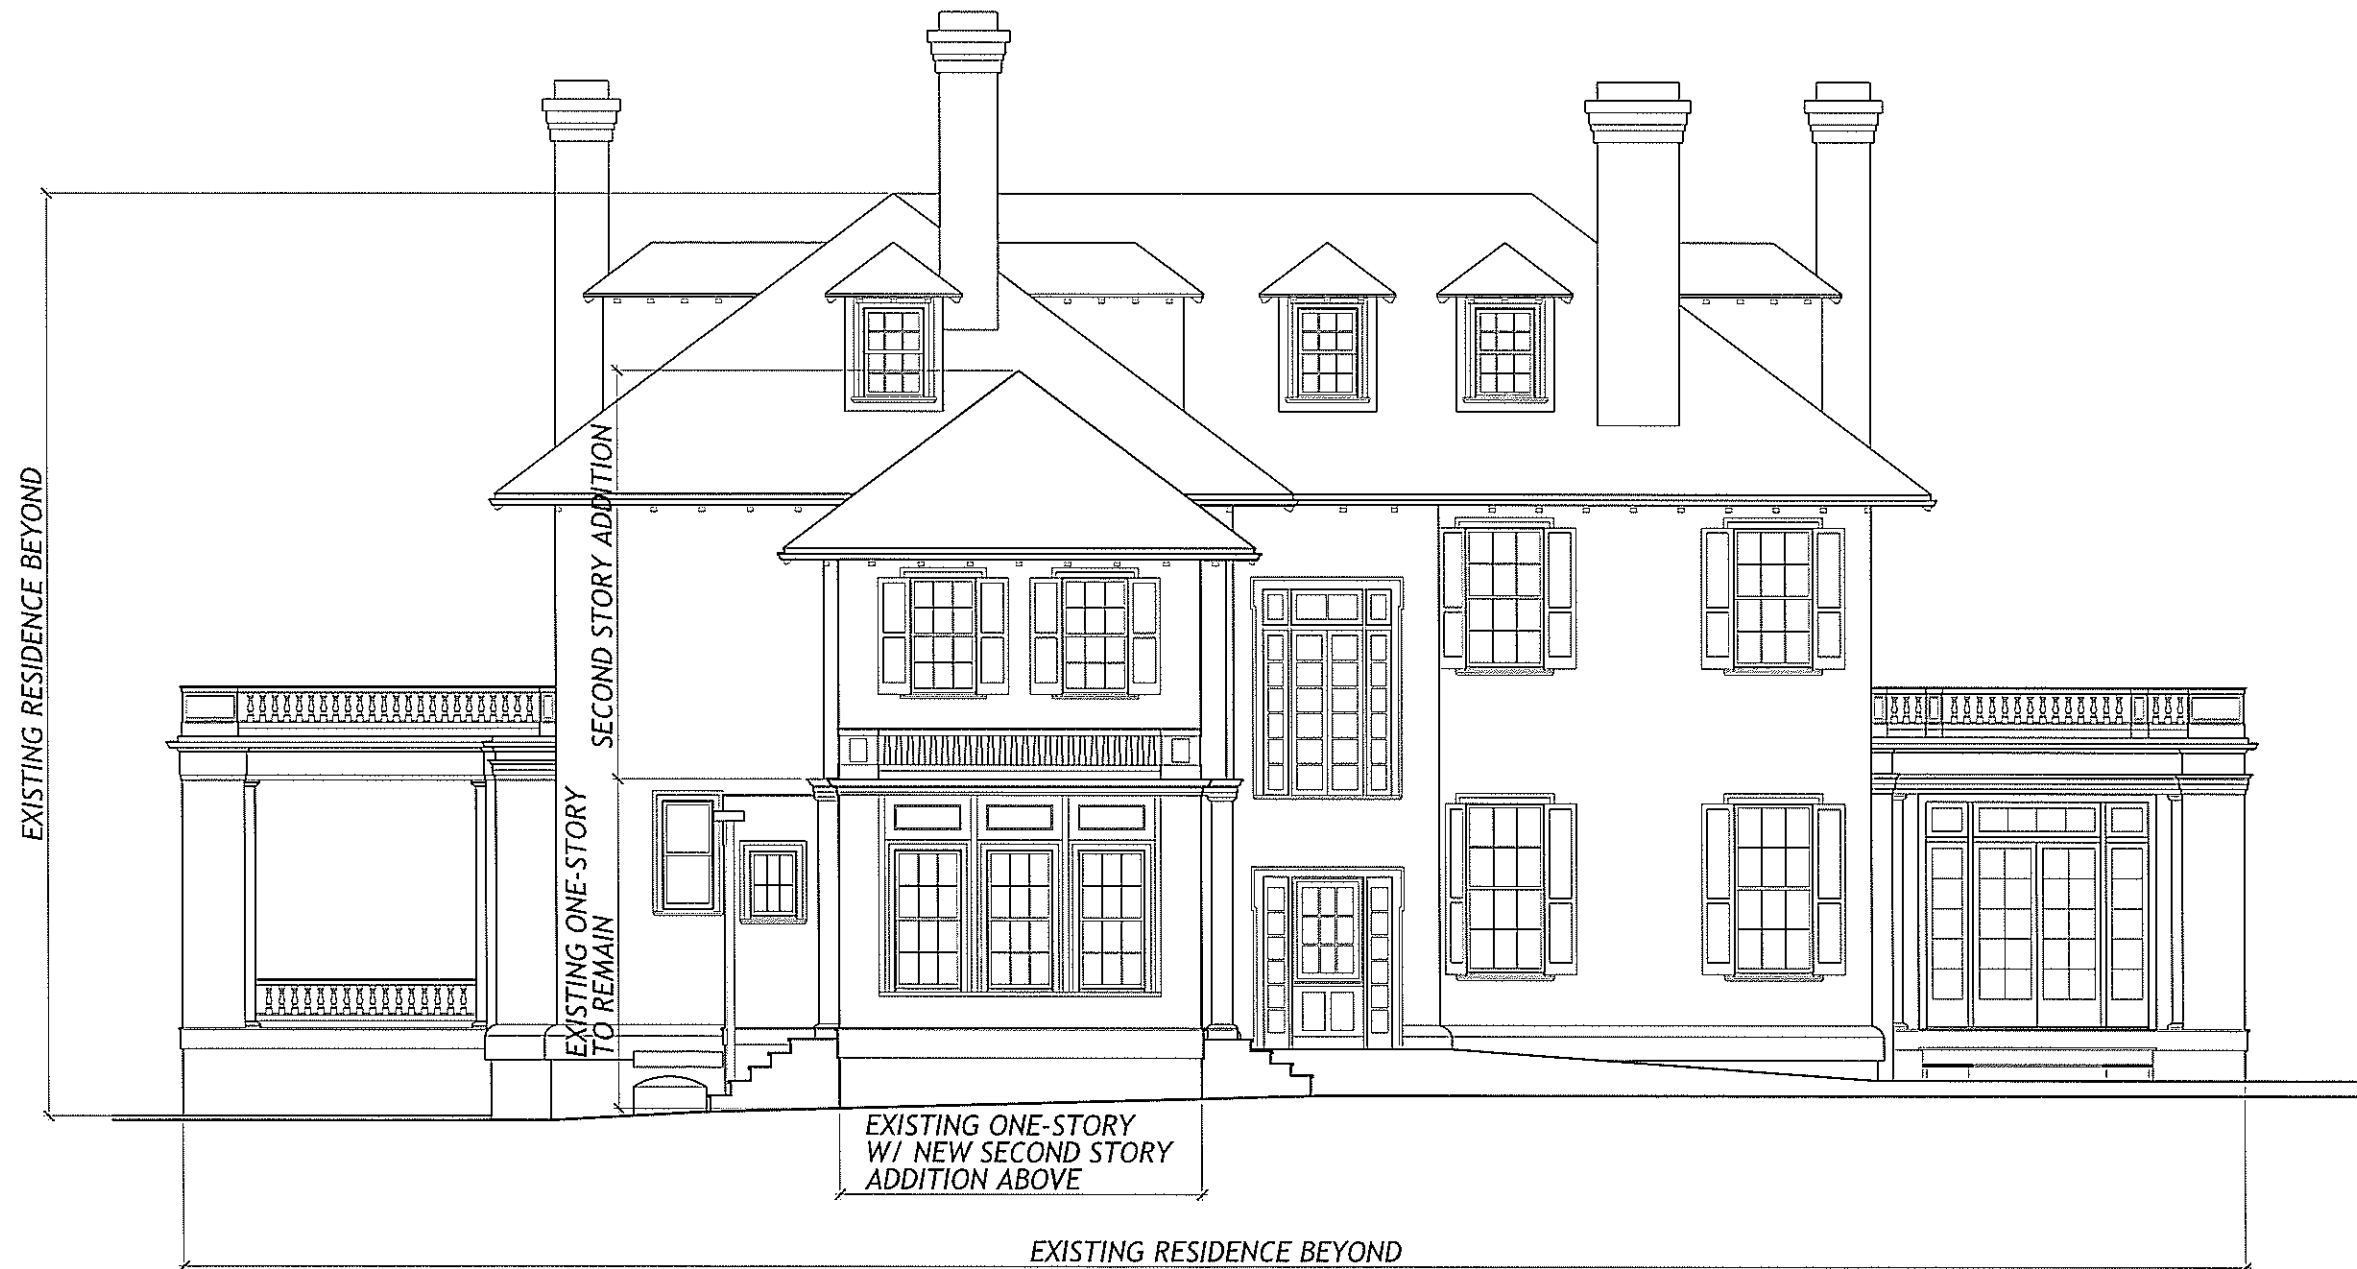 EXISTING RESIDENCE BEYOND
SECOND STORY ADDITION
EXISTING ONE-STORY
TO REMAIN
EXISTING ONE-STORY
W/ NEW SECOND STORY
ADDITION ABOVE
EXISTING RESIDENCE BEYOND